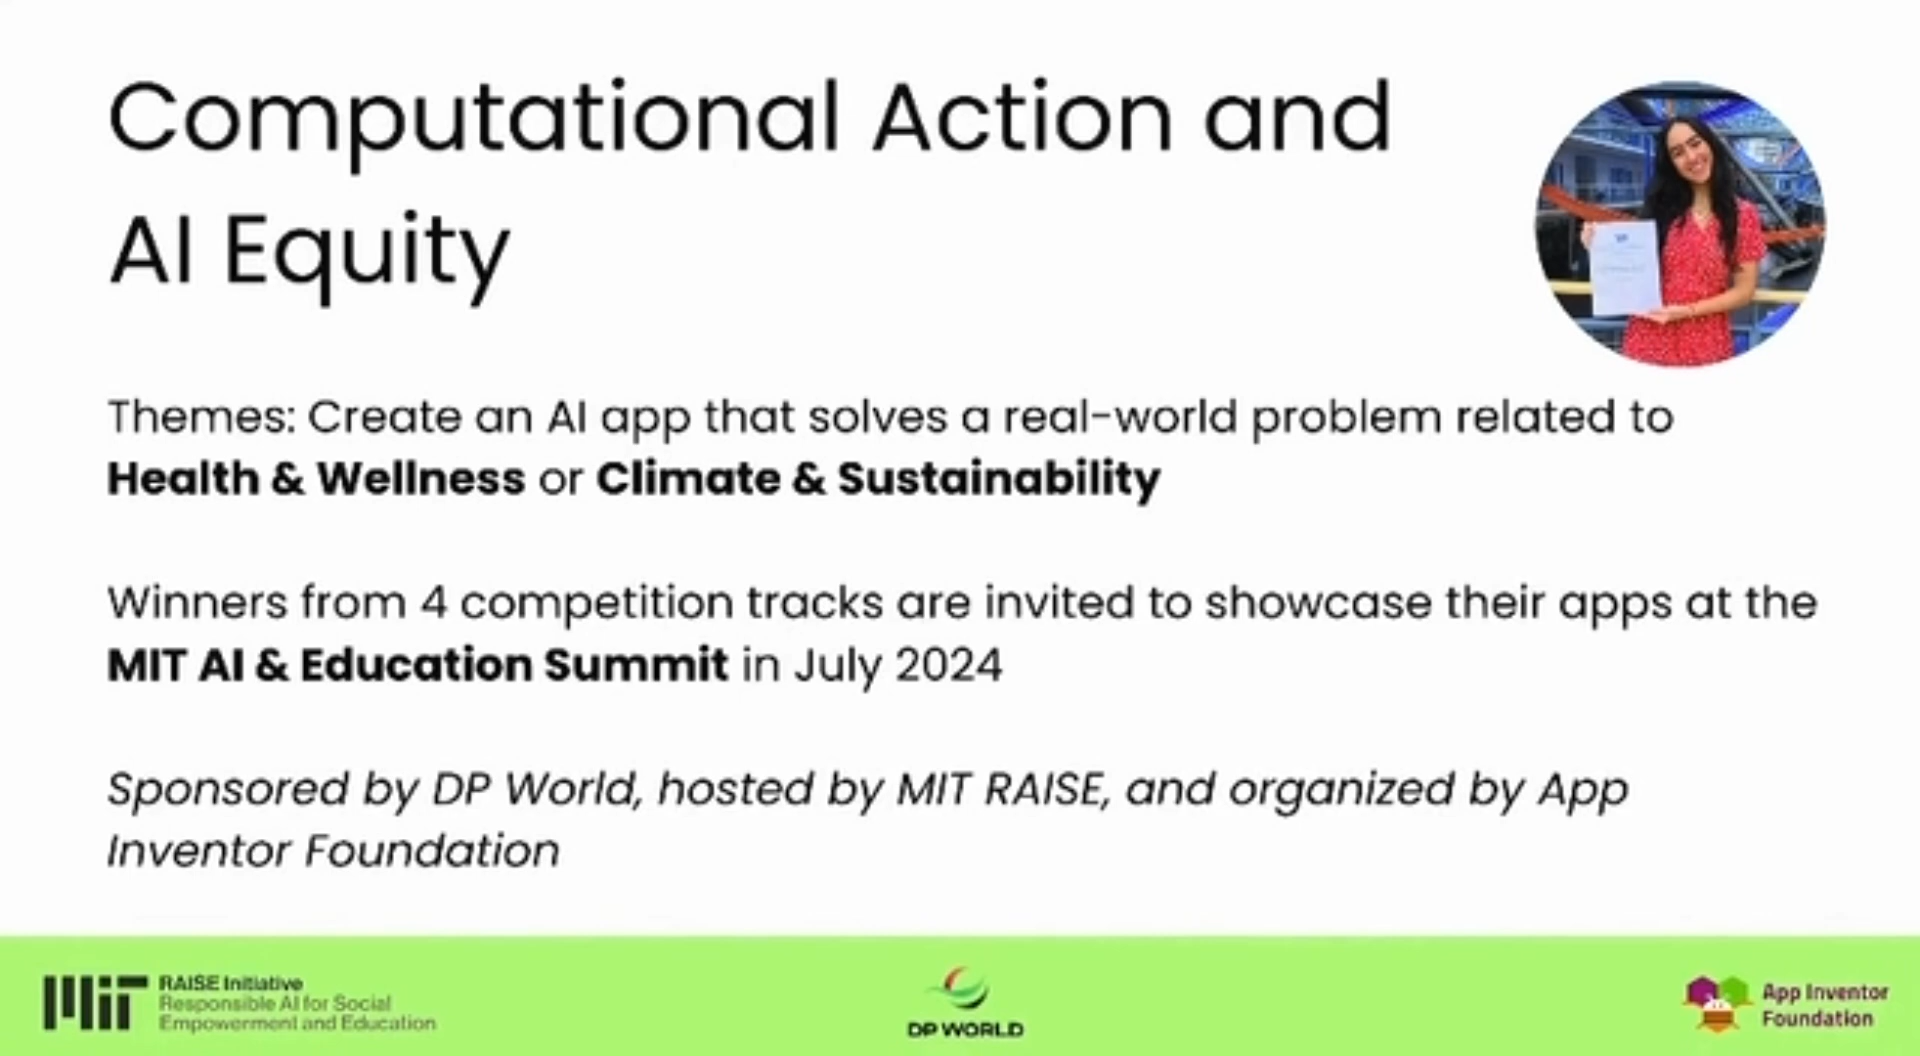 Computational Action and
AI Equity
Themes: Create an AI app that solves a real-world problem related to
Health & Wellness or Climate & Sustainability
Winners from 4 competition tracks are invited to showcase their apps at the
MIT AI & Education Summit in July 2024
Sponsored by DP World, hosted by MIT RAISE, and organized by App
Inventor Foundation
MIT RAISE Initiative
Responsible AI for Social
Empowerment and Education
DP WORLD
App Inventor
Foundation